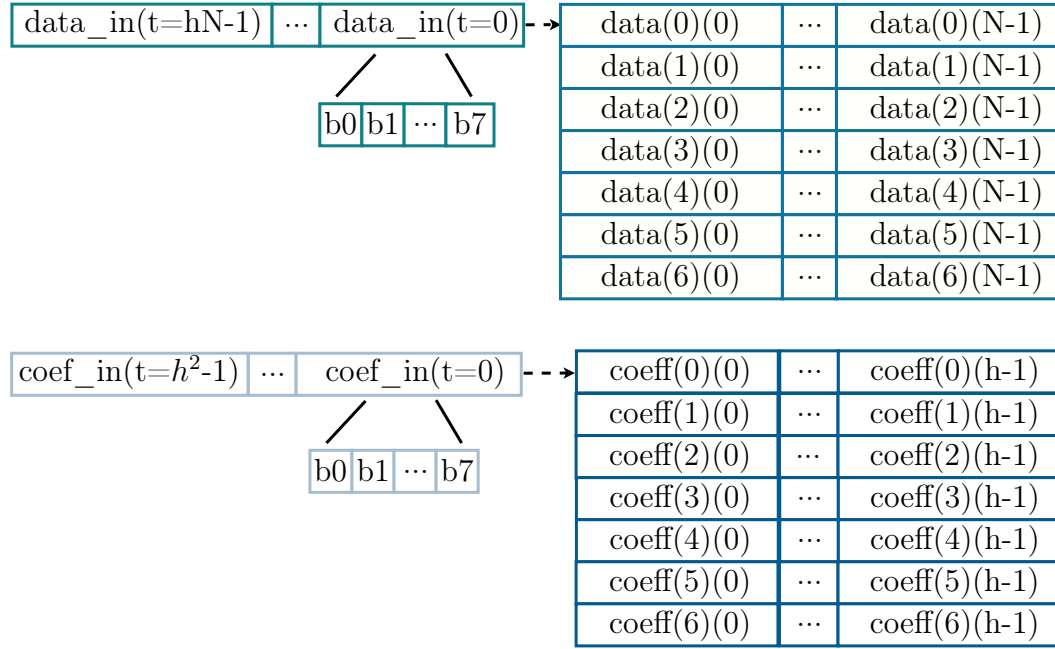 data_in(t=hN-1) ... data_in(t=0)
b0 b1 ... b7
data(0)(0) ... data(0)(N-1)
data(1)(0) ... data(1)(N-1)
data(2)(0) ... data(2)(N-1)
data(3)(0) ... data(3)(N-1)
data(4)(0) ... data(4)(N-1)
data(5)(0) ... data(5)(N-1)
data(6)(0) ... data(6)(N-1)
coef_in(t=h²-1) ... coef_in(t=0)
b0 b1 ... b7
coeff(0)(0) ... coeff(0)(h-1)
coeff(1)(0) ... coeff(1)(h-1)
coeff(2)(0) ... coeff(2)(h-1)
coeff(3)(0) ... coeff(3)(h-1)
coeff(4)(0) ... coeff(4)(h-1)
coeff(5)(0) ... coeff(5)(h-1)
coeff(6)(0) ... coeff(6)(h-1)